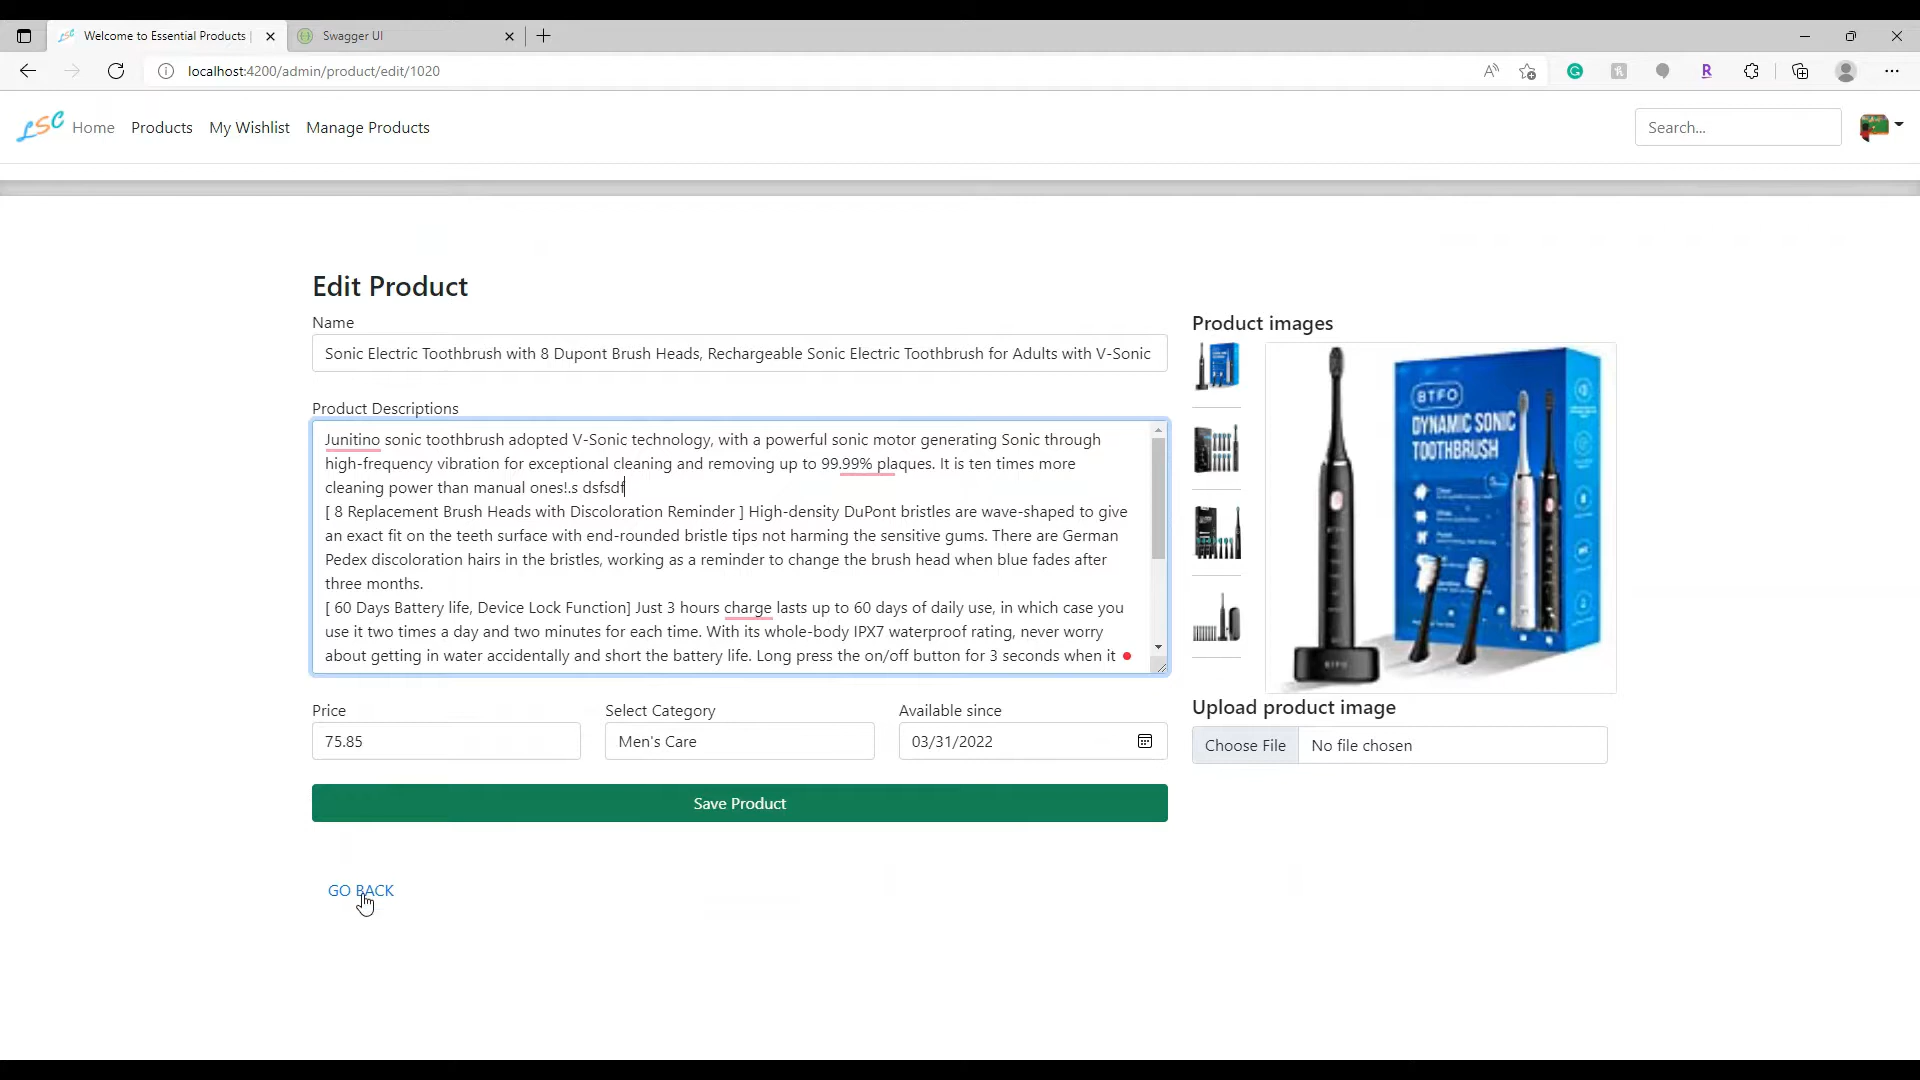 Welcome to Essential Products |
Swagger UI
localhost:4200/admin/product/edit/1020
LSC
Home
Products
My Wishlist
Manage Products
Search...
Edit Product
Name
Sonic Electric Toothbrush with 8 Dupont Brush Heads, Rechargeable Sonic Electric Toothbrush for Adults with V-Sonic
Product Descriptions
Junitino sonic toothbrush adopted V-Sonic technology, with a powerful sonic motor generating Sonic through
high-frequency vibration for exceptional cleaning and removing up to 99.99% plaques. It is ten times more
cleaning power than manual ones!.s dsfsdf
[ 8 Replacement Brush Heads with Discoloration Reminder ] High-density DuPont bristles are wave-shaped to give
an exact fit on the teeth surface with end-rounded bristle tips not harming the sensitive gums. There are German
Pedex discoloration hairs in the bristles, working as a reminder to change the brush head when blue fades after
three months.
[ 60 Days Battery life, Device Lock Function] Just 3 hours charge lasts up to 60 days of daily use, in which case you
use it two times a day and two minutes for each time. With its whole-body IPX7 waterproof rating, never worry
about getting in water accidentally and short the battery life. Long press the on/off button for 3 seconds when it
Price
75.85
Select Category
Men's Care
Available since
03/31/2022
Save Product
GO BACK
Product images
BTFO
DYNAMIC SONIC
TOOTHBRUSH
BTFO
Upload product image
Choose File
No file chosen